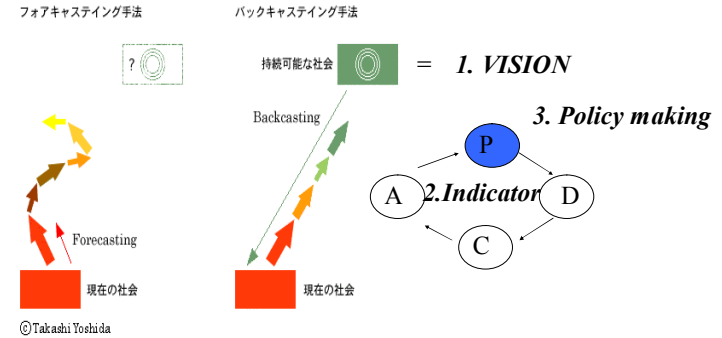 フォアキャステイング手法
バックキャステイング手法
?
持続可能な社会
= 1. VISION
Backcasting
3. Policy making
P
A
2.Indicator
D
C
Forecasting
現在の社会
現在の社会
©Takashi Yoshida